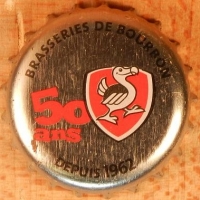 BRASSERIES DE BOURBON
50
ans
DEPUIS 1962